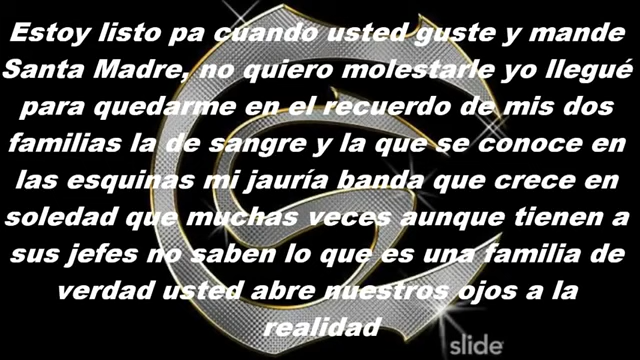 Estoy listo pa cuando usted guste y mande
Santa Madre, no quiero molestarle yo llegué
para quedarme en el recuerdo de mis dos
familias la de sangre y la que se conoce en
las esquinas mi jauría banda que crece en
soledad que muchas veces aunque tienen a
sus jefes no saben lo que es una familia de
verdad usted abre nuestros ojos a la
realidad
slide